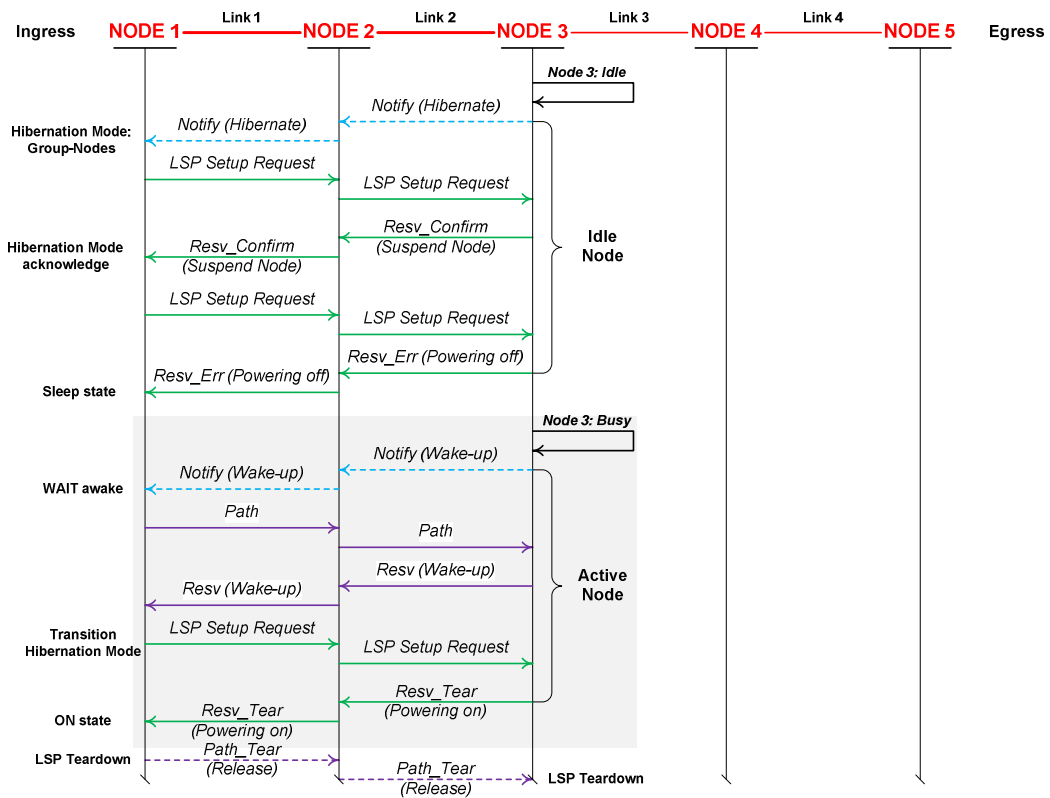 Link 1 Link 2 Link 3 Link 4
Ingress NODE 1 NODE 2 NODE 3 NODE 4 NODE 5 Egress
Node 3: Idle
Notify (Hibernate)
Notify (Hibernate)
Hibernation Mode:
Group-Nodes
LSP Setup Request
LSP Setup Request
Resv_Confirm
(Suspend Node)
Idle
Node
Hibernation Mode
acknowledge
Resv_Confirm
(Suspend Node)
LSP Setup Request
LSP Setup Request
Resv_Err (Powering off)
Resv_Err (Powering off)
Sleep state
Node 3: Busy
Notify (Wake-up)
Notify (Wake-up)
WAIT awake
Path
Path
Resv (Wake-up)
Active
Node
Resv (Wake-up)
Transition
Hibernation Mode
LSP Setup Request
LSP Setup Request
Resv_Tear
(Powering on)
ON state
Resv_Tear
(Powering on)
LSP Teardown
Path_Tear
(Release)
Path_Tear
(Release)
LSP Teardown